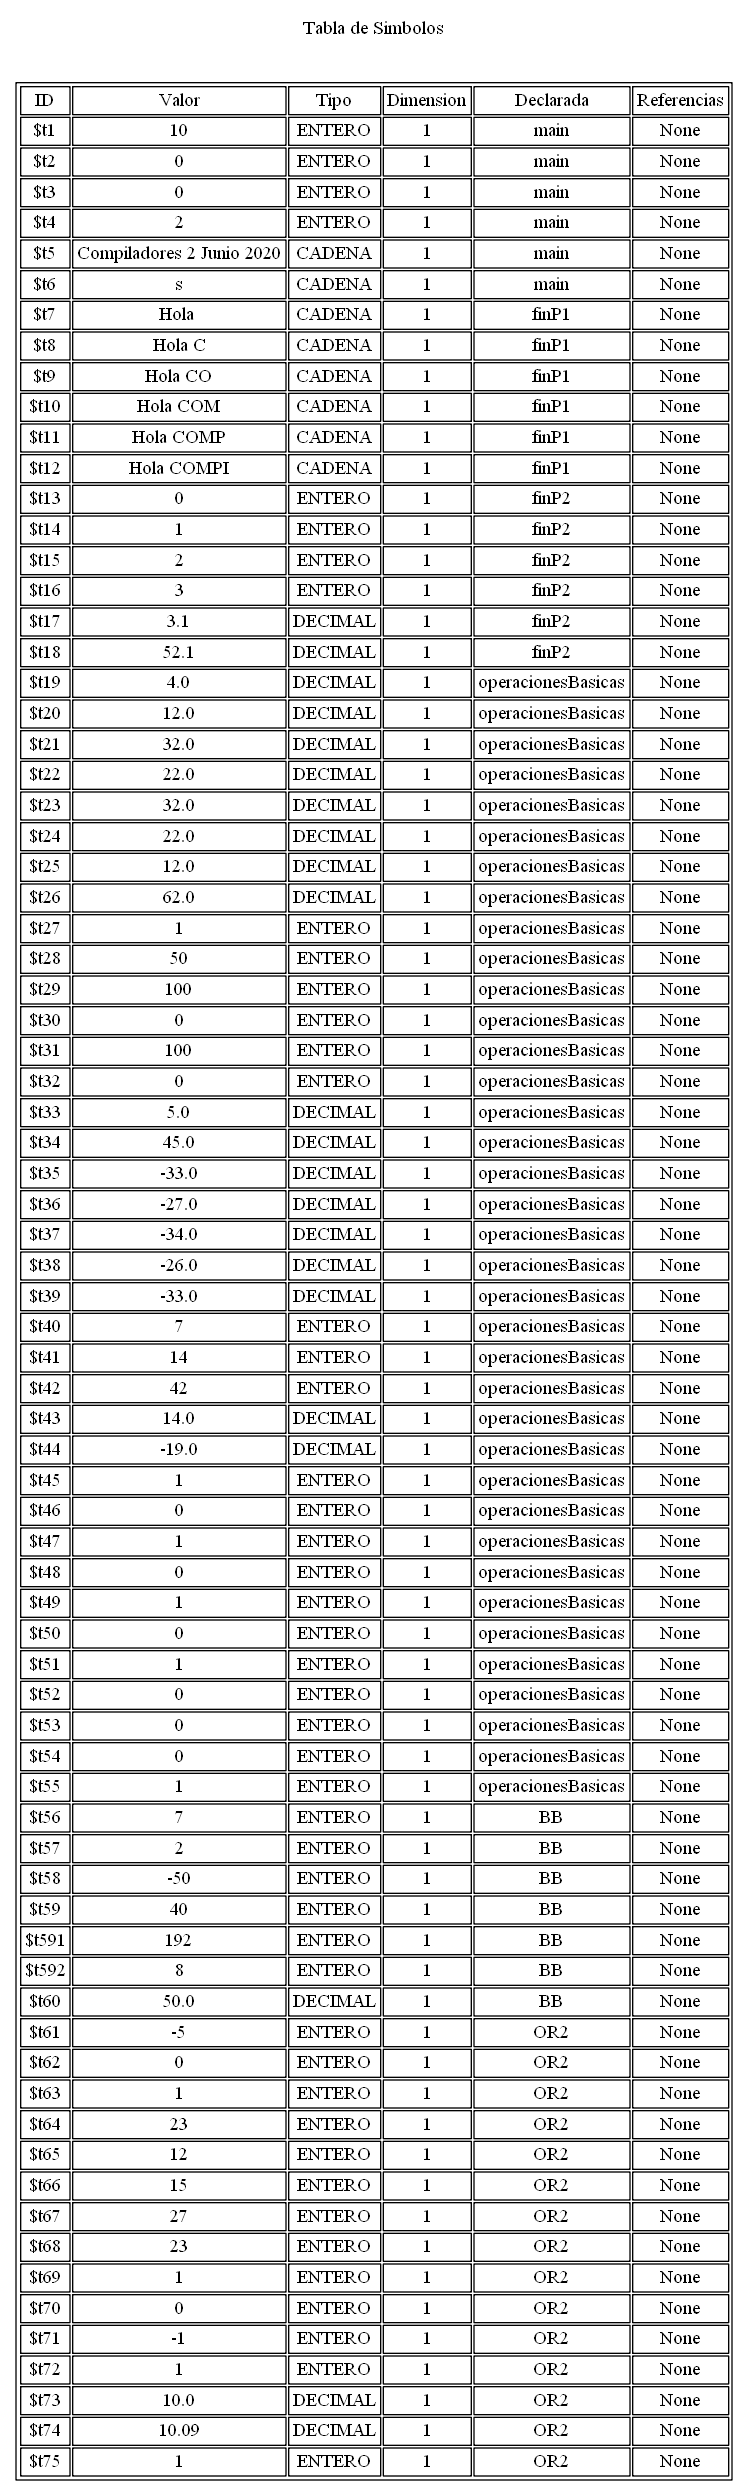 Tabla de Simbolos
ID Valor Tipo Dimension Declarada Referencias
$t1 10 ENTERO 1 main None
$t2 0 ENTERO 1 main None
$t3 0 ENTERO 1 main None
$t4 2 ENTERO 1 main None
$t5 Compiladores 2 Junio 2020 CADENA 1 main None
$t6 s CADENA 1 main None
$t7 Hola CADENA 1 finP1 None
$t8 Hola C CADENA 1 finP1 None
$t9 Hola CO CADENA 1 finP1 None
$t10 Hola COM CADENA 1 finP1 None
$t11 Hola COMP CADENA 1 finP1 None
$t12 Hola COMPI CADENA 1 finP1 None
$t13 0 ENTERO 1 finP2 None
$t14 1 ENTERO 1 finP2 None
$t15 2 ENTERO 1 finP2 None
$t16 3 ENTERO 1 finP2 None
$t17 3.1 DECIMAL 1 finP2 None
$t18 52.1 DECIMAL 1 finP2 None
$t19 4.0 DECIMAL 1 operacionesBasicas None
$t20 12.0 DECIMAL 1 operacionesBasicas None
$t21 32.0 DECIMAL 1 operacionesBasicas None
$t22 22.0 DECIMAL 1 operacionesBasicas None
$t23 32.0 DECIMAL 1 operacionesBasicas None
$t24 22.0 DECIMAL 1 operacionesBasicas None
$t25 12.0 DECIMAL 1 operacionesBasicas None
$t26 62.0 DECIMAL 1 operacionesBasicas None
$t27 1 ENTERO 1 operacionesBasicas None
$t28 50 ENTERO 1 operacionesBasicas None
$t29 100 ENTERO 1 operacionesBasicas None
$t30 0 ENTERO 1 operacionesBasicas None
$t31 100 ENTERO 1 operacionesBasicas None
$t32 0 ENTERO 1 operacionesBasicas None
$t33 5.0 DECIMAL 1 operacionesBasicas None
$t34 45.0 DECIMAL 1 operacionesBasicas None
$t35 -33.0 DECIMAL 1 operacionesBasicas None
$t36 -27.0 DECIMAL 1 operacionesBasicas None
$t37 -34.0 DECIMAL 1 operacionesBasicas None
$t38 -26.0 DECIMAL 1 operacionesBasicas None
$t39 -33.0 DECIMAL 1 operacionesBasicas None
$t40 7 ENTERO 1 operacionesBasicas None
$t41 14 ENTERO 1 operacionesBasicas None
$t42 42 ENTERO 1 operacionesBasicas None
$t43 14.0 DECIMAL 1 operacionesBasicas None
$t44 -19.0 DECIMAL 1 operacionesBasicas None
$t45 1 ENTERO 1 operacionesBasicas None
$t46 0 ENTERO 1 operacionesBasicas None
$t47 1 ENTERO 1 operacionesBasicas None
$t48 0 ENTERO 1 operacionesBasicas None
$t49 1 ENTERO 1 operacionesBasicas None
$t50 0 ENTERO 1 operacionesBasicas None
$t51 1 ENTERO 1 operacionesBasicas None
$t52 0 ENTERO 1 operacionesBasicas None
$t53 0 ENTERO 1 operacionesBasicas None
$t54 0 ENTERO 1 operacionesBasicas None
$t55 1 ENTERO 1 operacionesBasicas None
$t56 7 ENTERO 1 BB None
$t57 2 ENTERO 1 BB None
$t58 -50 ENTERO 1 BB None
$t59 40 ENTERO 1 BB None
$t591 192 ENTERO 1 BB None
$t592 8 ENTERO 1 BB None
$t60 50.0 DECIMAL 1 BB None
$t61 -5 ENTERO 1 OR2 None
$t62 0 ENTERO 1 OR2 None
$t63 1 ENTERO 1 OR2 None
$t64 23 ENTERO 1 OR2 None
$t65 12 ENTERO 1 OR2 None
$t66 15 ENTERO 1 OR2 None
$t67 27 ENTERO 1 OR2 None
$t68 23 ENTERO 1 OR2 None
$t69 1 ENTERO 1 OR2 None
$t70 0 ENTERO 1 OR2 None
$t71 -1 ENTERO 1 OR2 None
$t72 1 ENTERO 1 OR2 None
$t73 10.0 DECIMAL 1 OR2 None
$t74 10.09 DECIMAL 1 OR2 None
$t75 1 ENTERO 1 OR2 None